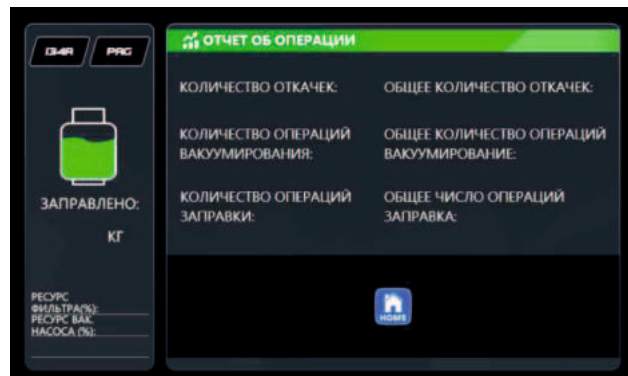 134A PAG
ОТЧЕТ ОБ ОПЕРАЦИИ
КОЛИЧЕСТВО ОТКАЧЕК:
ОБЩЕЕ КОЛИЧЕСТВО ОТКАЧЕК:
КОЛИЧЕСТВО ОПЕРАЦИЙ
ВАКУУМИРОВАНИЯ:
ОБЩЕЕ КОЛИЧЕСТВО ОПЕРАЦИЙ
ВАКУУМИРОВАНИЕ:
КОЛИЧЕСТВО ОПЕРАЦИЙ
ЗАПРАВКИ:
ОБЩЕЕ ЧИСЛО ОПЕРАЦИЙ
ЗАПРАВКА:
ЗАПРАВЛЕНО:
КГ
РЕСУРС
ФИЛЬТРА(%):
РЕСУРС ВАК.
НАСОСА (%):
HOME